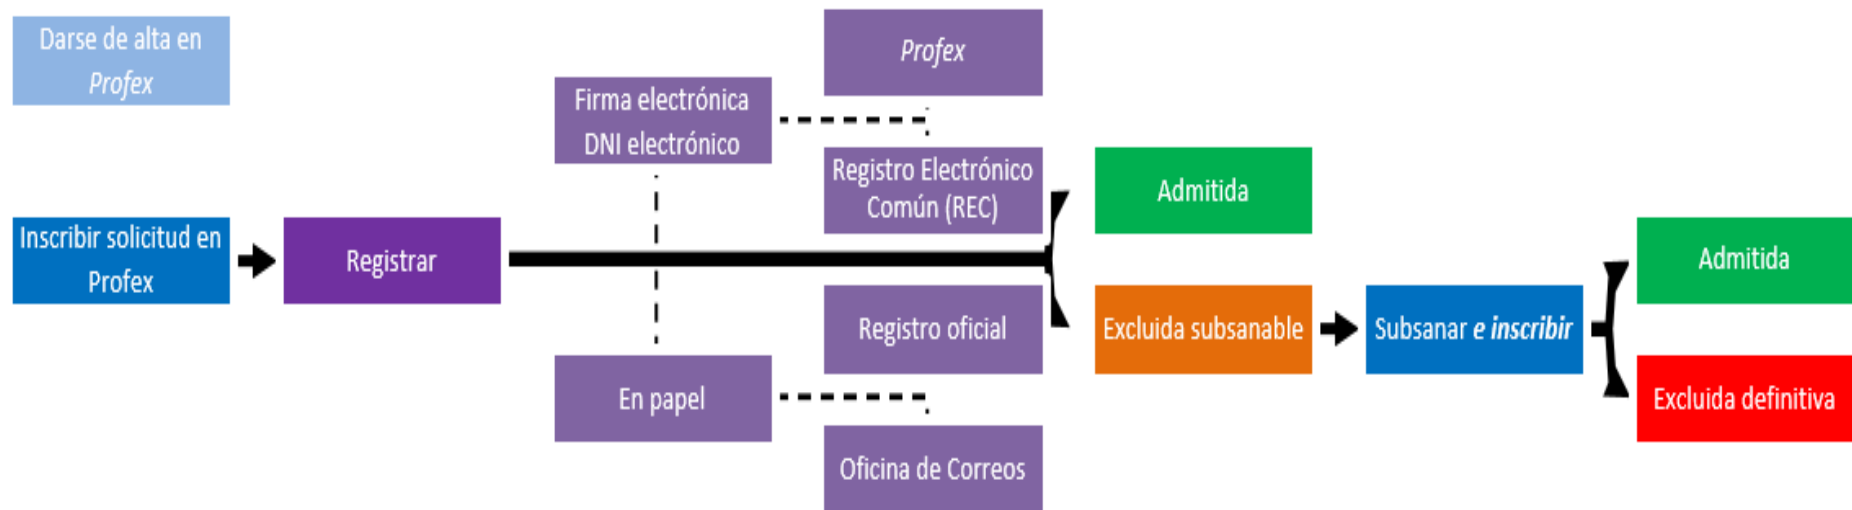 Darse de alta en
Profex
Inscribir solicitud en
Profex
Registrar
Firma electrónica
DNI electrónico
En papel
Profex
Registro Electrónico
Común (REC)
Registro oficial
Oficina de Correos
Admitida
Excluida subsanable
Subsanar e inscribir
Admitida
Excluida definitiva